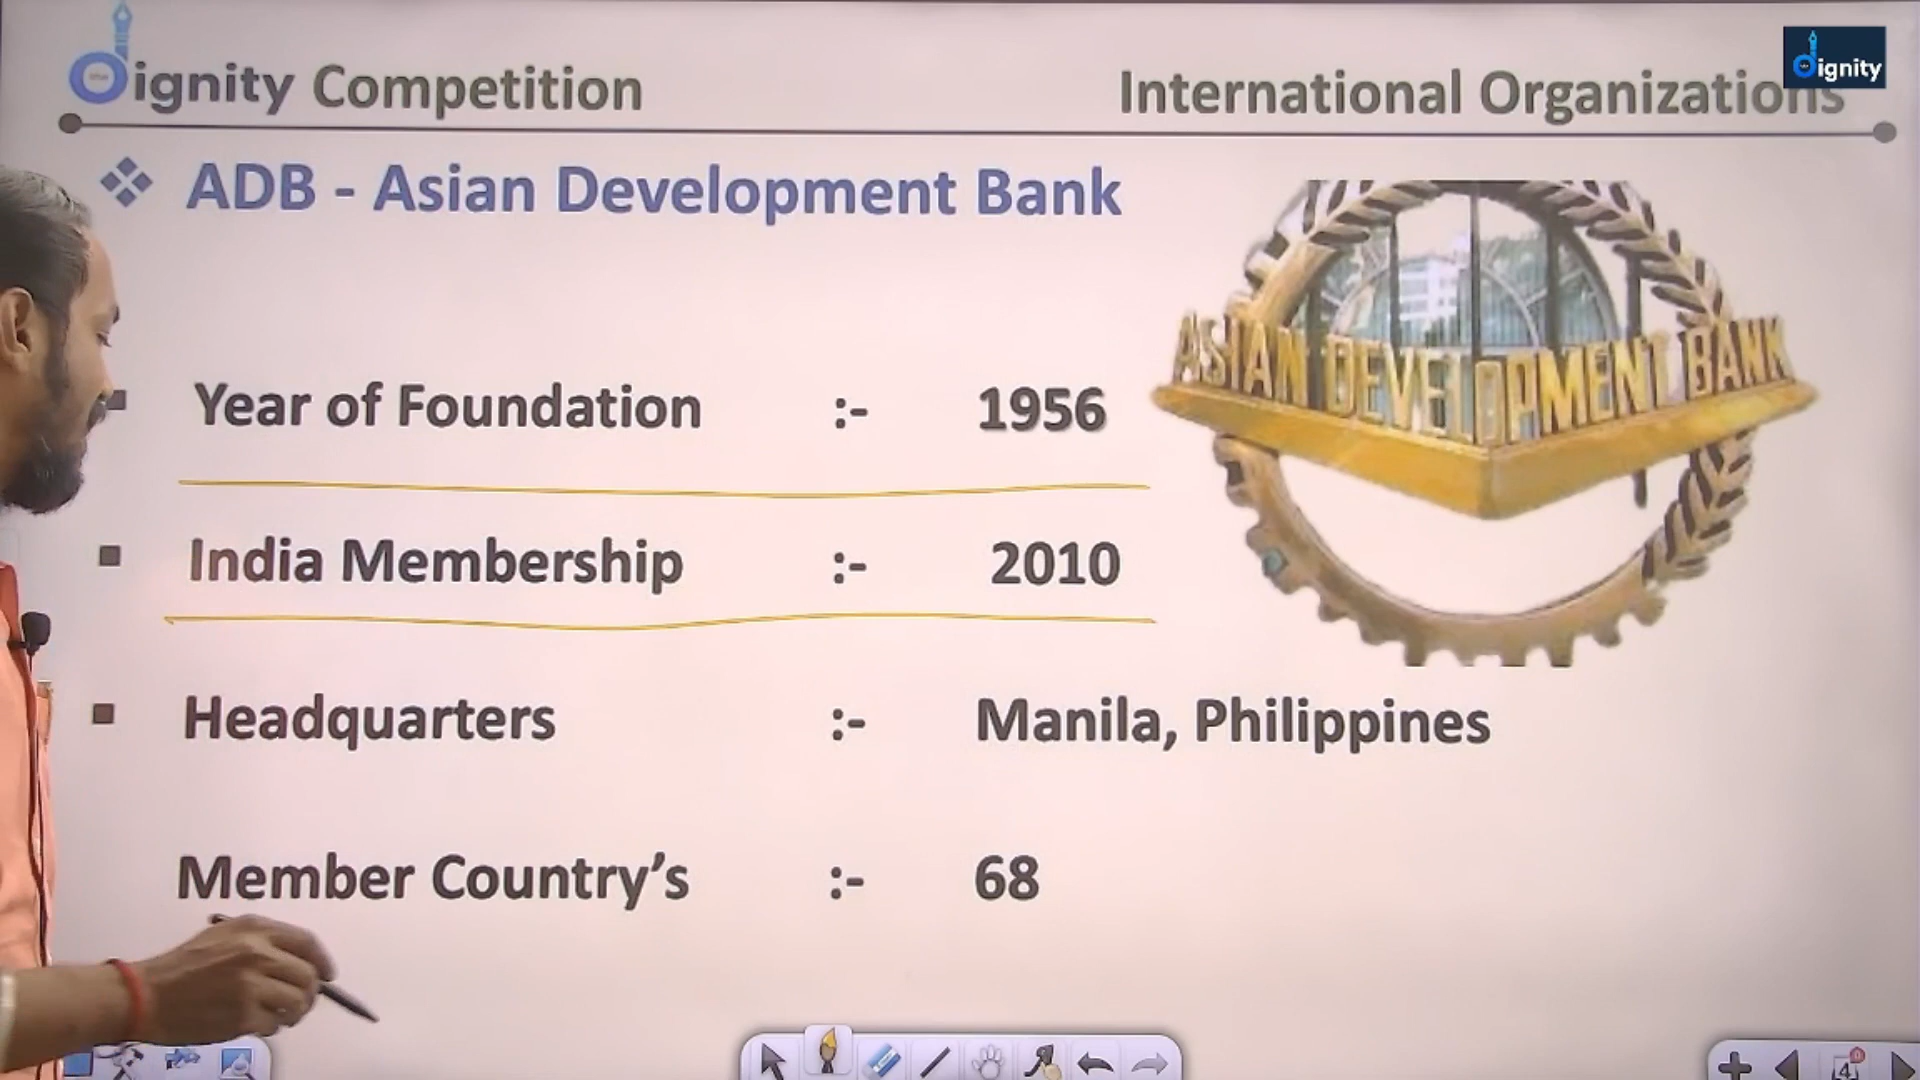 dignity Competition
International Organizations
dignity
❖ ADB - Asian Development Bank
ASIAN DEVELOPMENT BANK
▪ Year of Foundation :- 1956
▪ India Membership :- 2010
▪ Headquarters :- Manila, Philippines
Member Country’s :- 68